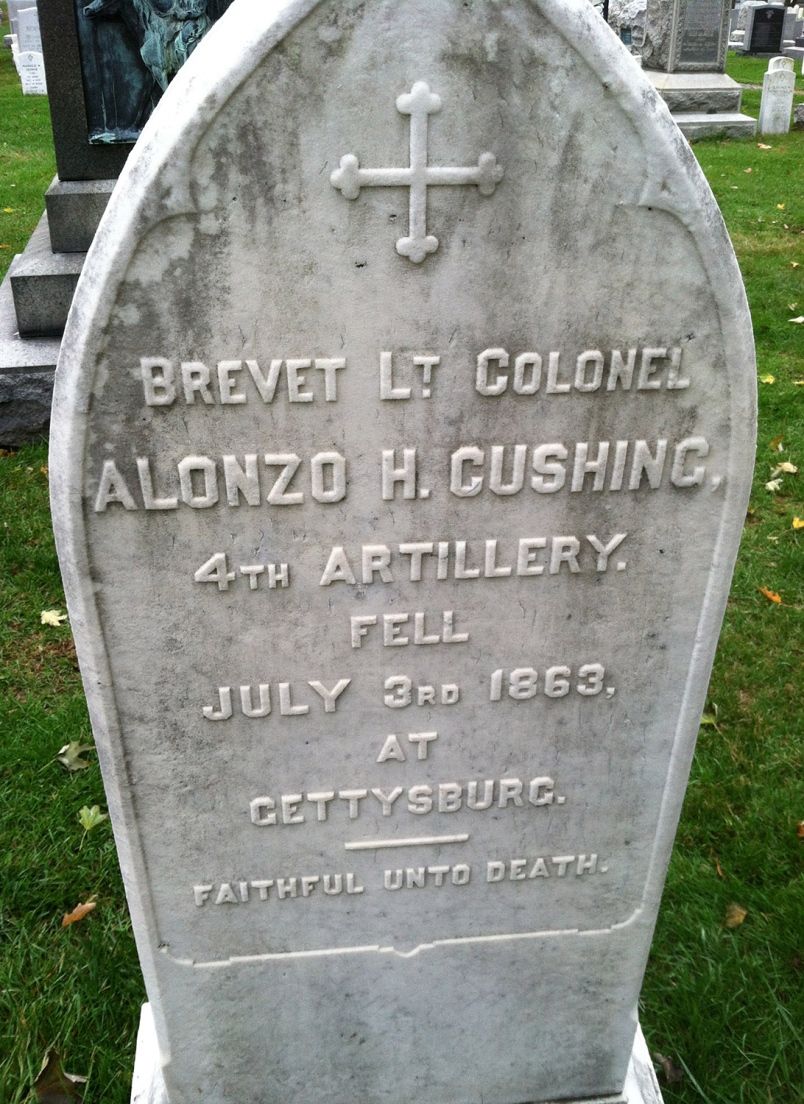 BREVET LT COLONEL
ALONZO H. CUSHING,
4TH ARTILLERY.
FELL
JULY 3RD 1863,
AT
GETTYSBURG.
FAITHFUL UNTO DEATH.